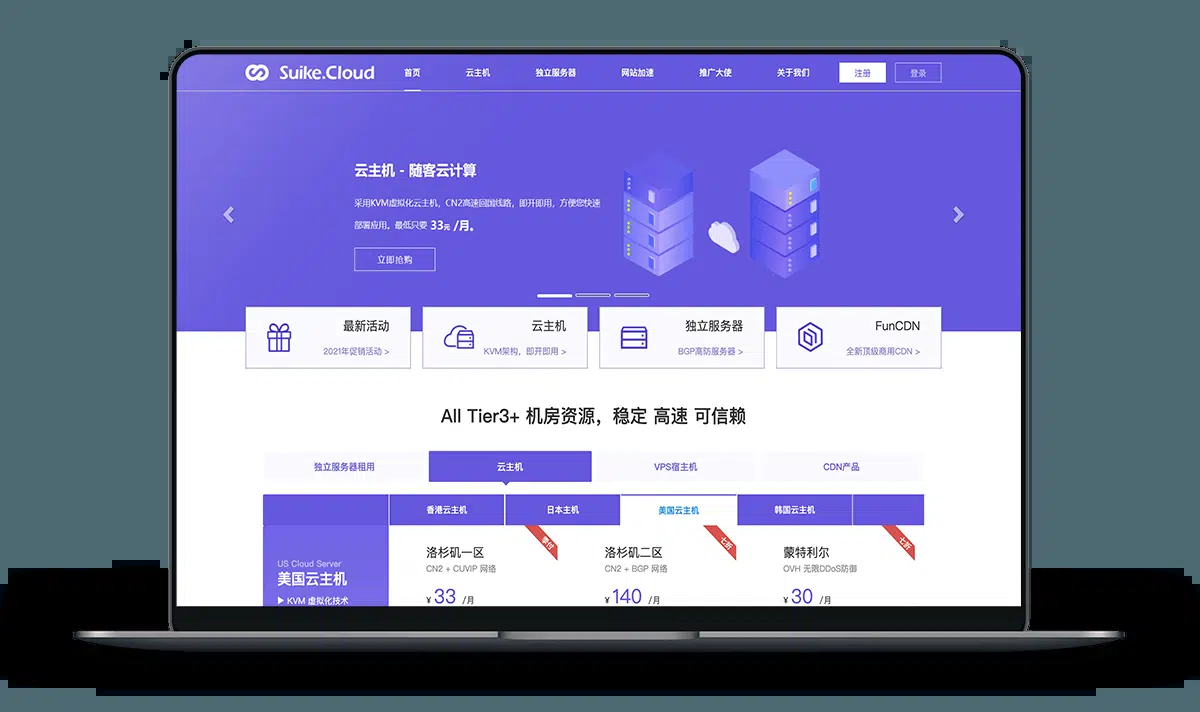 Suike.Cloud
首页
云主机
独立服务器
网站加速
推广大使
关于我们
注册
登录
云主机 - 随客云计算
采用KVM虚拟化云主机，CN2高速回国线路，即开即用，方便您快速
部署应用。最低只要 33元 /月。
立即抢购
最新活动
2021年促销活动 >
云主机
KVM架构，即开即用 >
独立服务器
BGP高防服务器 >
FunCDN
全新顶级商用CDN >
All Tier3+ 机房资源，稳定 高速 可信赖
独立服务器租用
云主机
VPS宿主机
CDN产品
香港云主机
日本主机
美国云主机
韩国云主机
US Cloud Server
美国云主机
▶ KVM 虚拟化技术
洛杉矶一区
CN2 + CUVIP 网络
¥ 33 /月
洛杉矶二区
CN2 + BGP 网络
¥ 140 /月
七折
蒙特利尔
OVH 无限DDoS防御
¥ 30 /月
七折